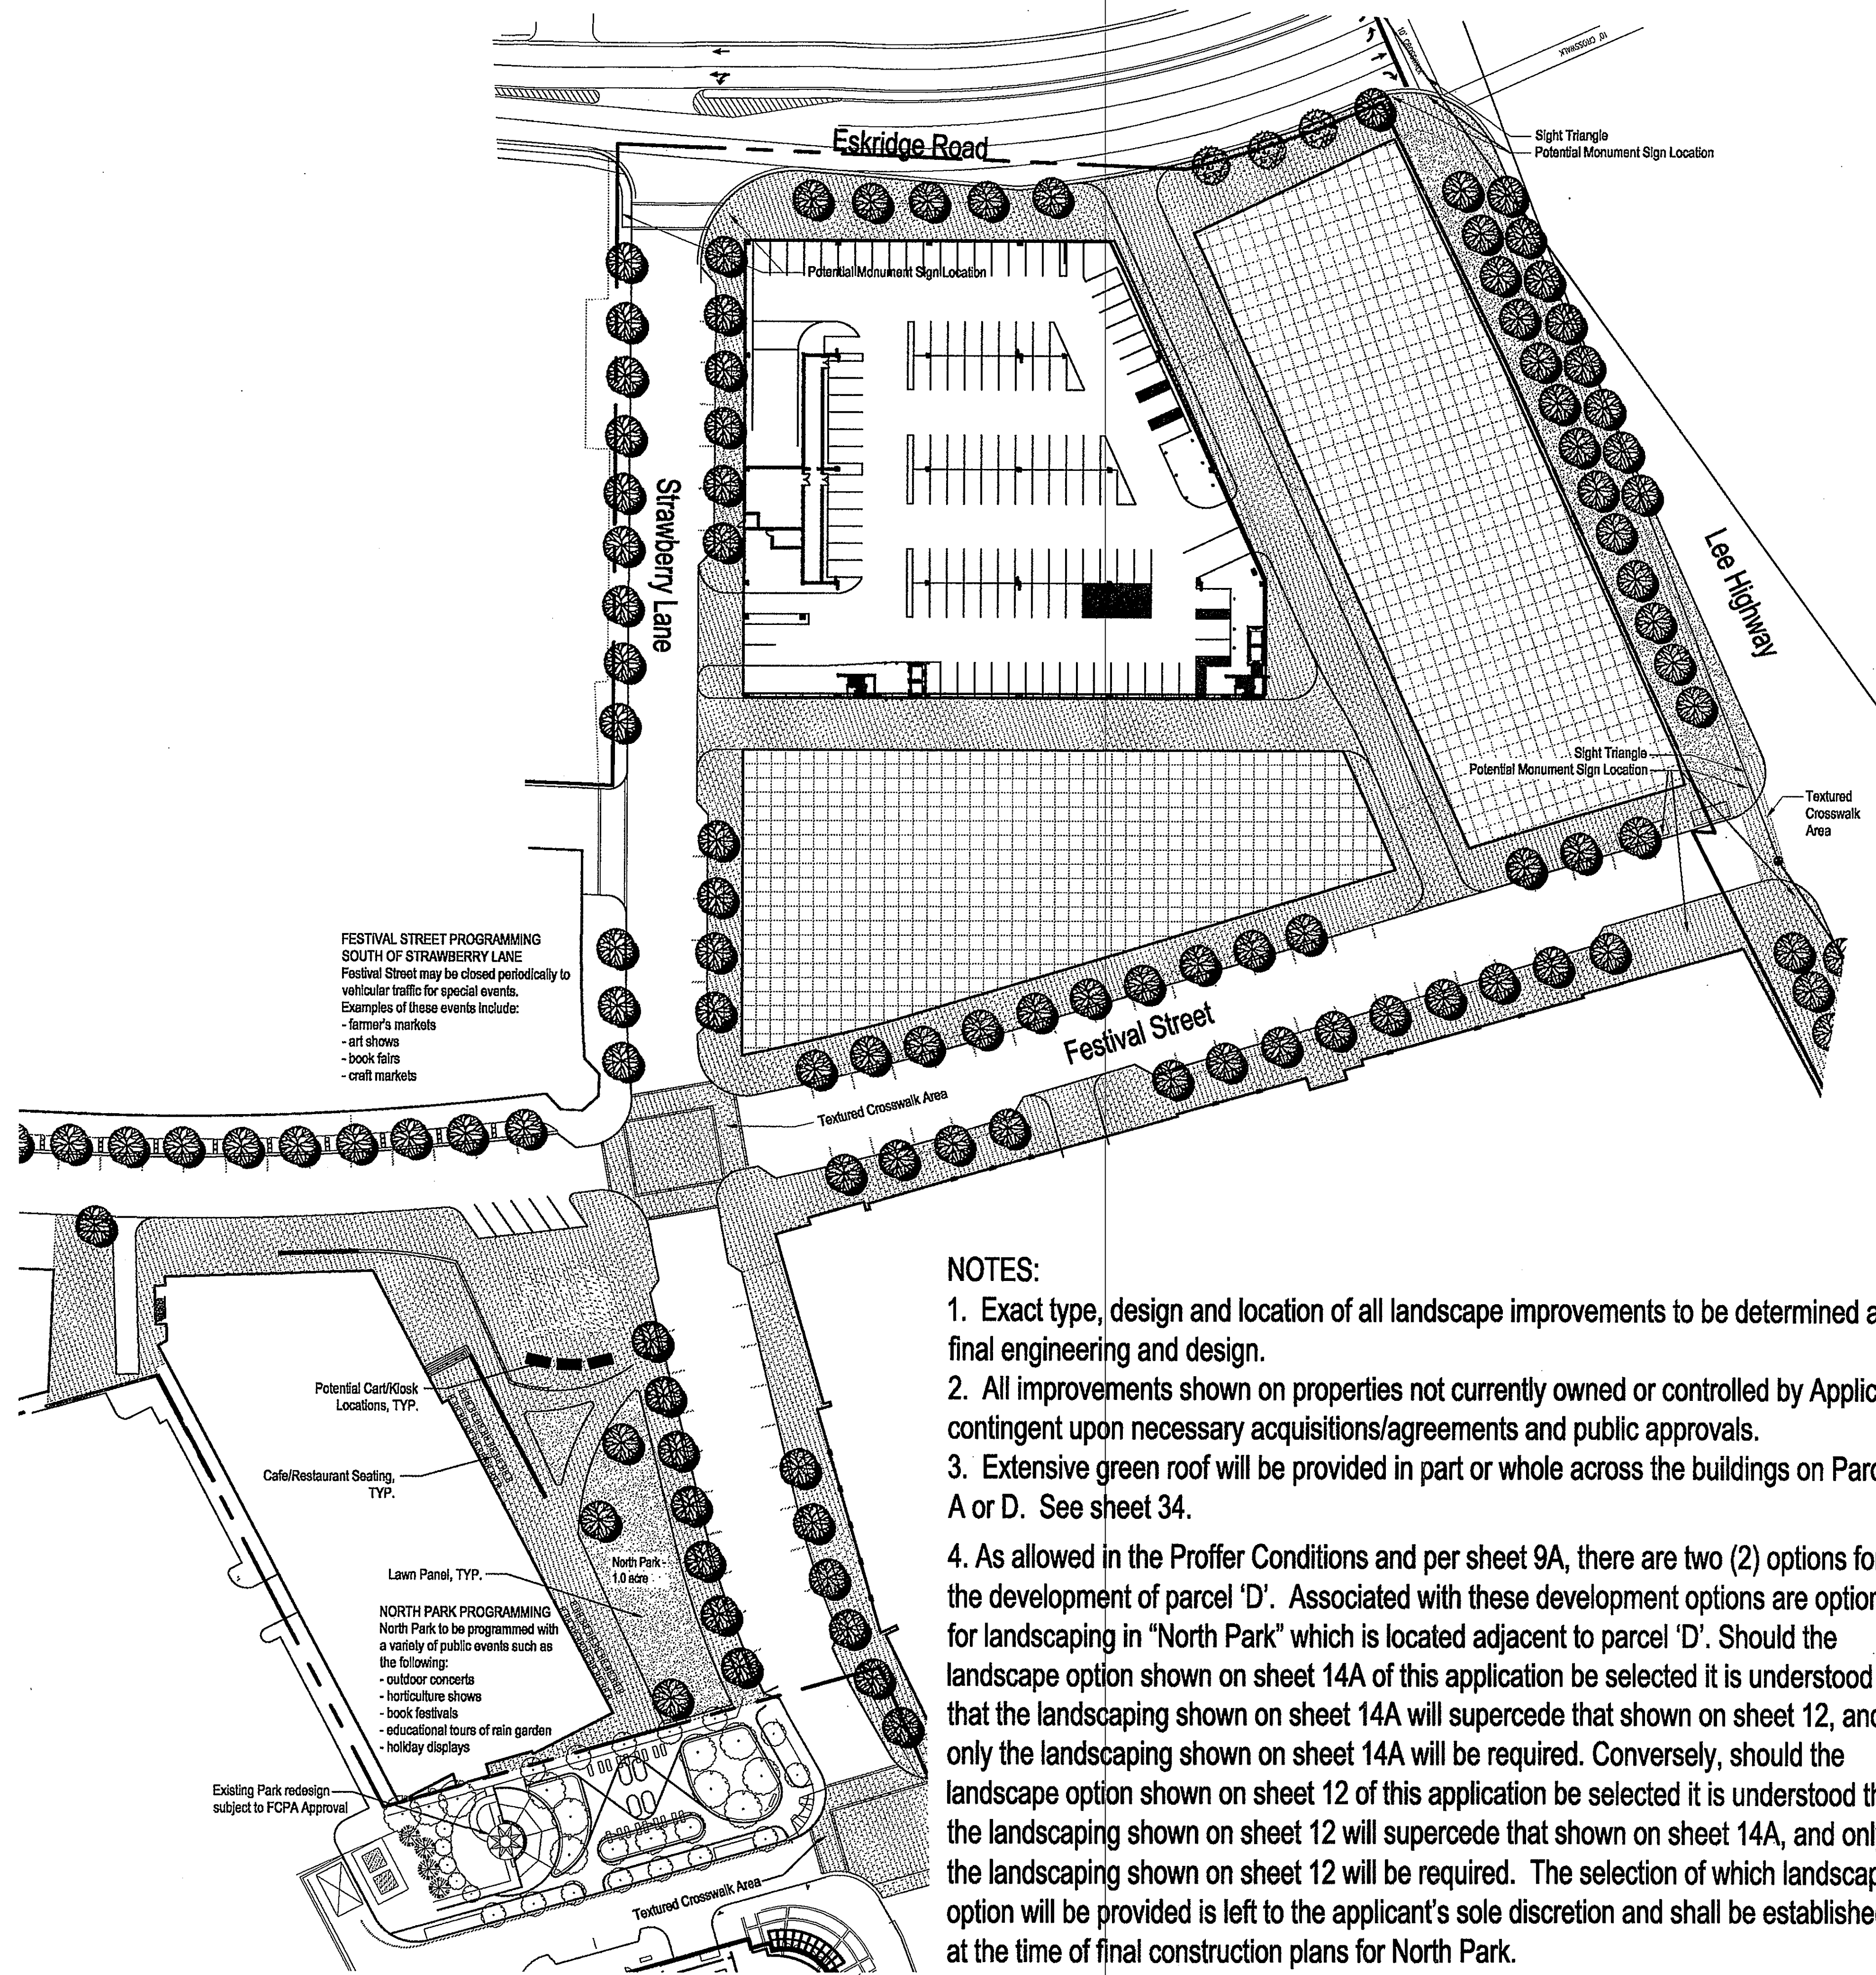 10' CROSSWALK
10' CROSSWALK
Eskridge Road
Sight Triangle
Potential Monument Sign Location
Potential Monument Sign Location
Strawberry Lane
Lee Highway
Sight Triangle
Potential Monument Sign Location
Textured
Crosswalk
Area
FESTIVAL STREET PROGRAMMING
SOUTH OF STRAWBERRY LANE
Festival Street may be closed periodically to
vehicular traffic for special events.
Examples of these events include:
- farmer's markets
- art shows
- book fairs
- craft markets
Festival Street
Textured Crosswalk Area
Potential Cart/Kiosk
Locations, TYP.
Cafe/Restaurant Seating,
TYP.
North Park -
1.0 acre
Lawn Panel, TYP.
NORTH PARK PROGRAMMING
North Park to be programmed with
a variety of public events such as
the following:
- outdoor concerts
- horticulture shows
- book festivals
- educational tours of rain garden
- holiday displays
Existing Park redesign
subject to FCPA Approval
Textured Crosswalk Area
NOTES:
1. Exact type, design and location of all landscape improvements to be determined a
final engineering and design.
2. All improvements shown on properties not currently owned or controlled by Applic
contingent upon necessary acquisitions/agreements and public approvals.
3. Extensive green roof will be provided in part or whole across the buildings on Parc
A or D. See sheet 34.
4. As allowed in the Proffer Conditions and per sheet 9A, there are two (2) options fo
the development of parcel 'D'. Associated with these development options are option
for landscaping in “North Park” which is located adjacent to parcel 'D'. Should the
landscape option shown on sheet 14A of this application be selected it is understood
that the landscaping shown on sheet 14A will supercede that shown on sheet 12, and
only the landscaping shown on sheet 14A will be required. Conversely, should the
landscape option shown on sheet 12 of this application be selected it is understood th
the landscaping shown on sheet 12 will supercede that shown on sheet 14A, and onl
the landscaping shown on sheet 12 will be required. The selection of which landscap
option will be provided is left to the applicant's sole discretion and shall be establishe
at the time of final construction plans for North Park.